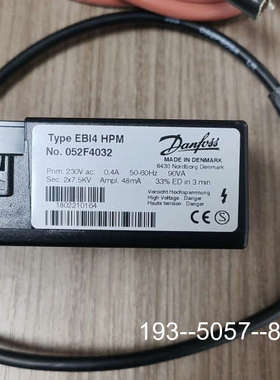 Type EBI4 HPM
No. 052F4032
Danfoss
MADE IN DENMARK
6430 Nordborg Denmark
Prim. 230V ac. 0.4A 50-60Hz 90VA
Sec. 2x7.5KV Ampl. 48mA 33% ED in 3 min
Vorsicht Hochspannung
High Voltage : Danger
Haute Tension : Danger
1802210164
193--5057--8